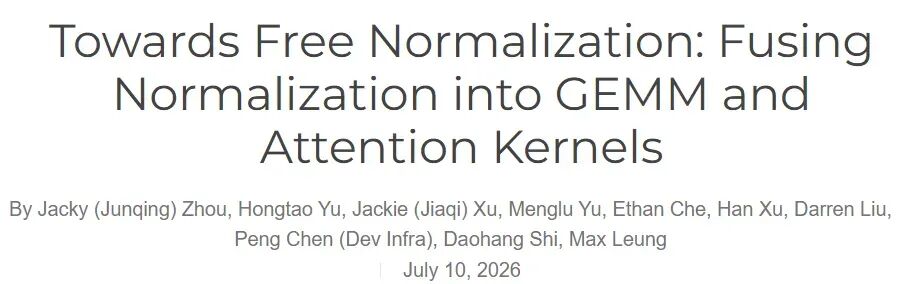 Towards Free Normalization: Fusing
Normalization into GEMM and
Attention Kernels
By Jacky (Junqing) Zhou, Hongtao Yu, Jackie (Jiaqi) Xu, Menglu Yu, Ethan Che, Han Xu, Darren Liu,
Peng Chen (Dev Infra), Daohang Shi, Max Leung
July 10, 2026